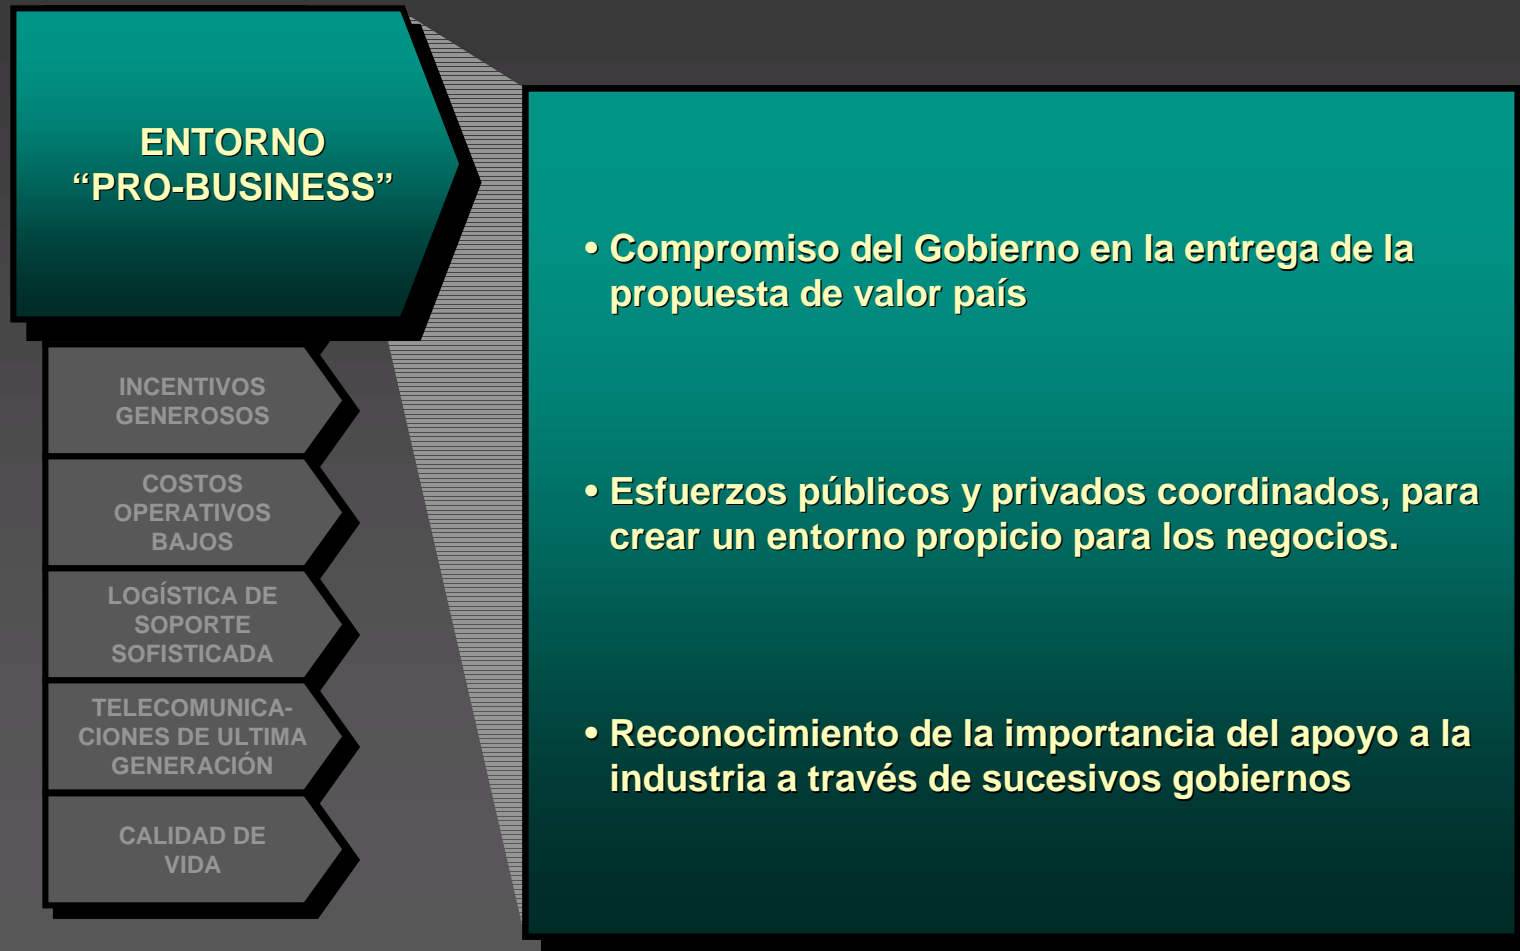 ENTORNO
“PRO-BUSINESS”
INCENTIVOS
GENEROSOS
COSTOS
OPERATIVOS
BAJOS
LOGÍSTICA DE
SOPORTE
SOFISTICADA
TELECOMUNICA-
CIONES DE ULTIMA
GENERACIÓN
CALIDAD DE
VIDA
• Compromiso del Gobierno en la entrega de la
propuesta de valor país
• Esfuerzos públicos y privados coordinados, para
crear un entorno propicio para los negocios.
• Reconocimiento de la importancia del apoyo a la
industria a través de sucesivos gobiernos